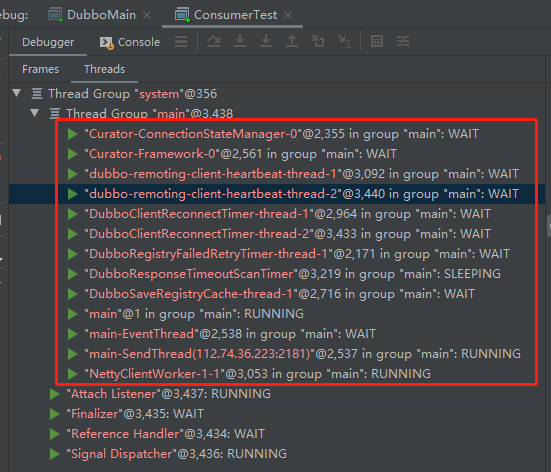 Debug: DubboMain × ConsumerTest ×
Debugger Console
Frames Threads
Thread Group "system"@356
Thread Group "main"@3,438
"Curator-ConnectionStateManager-0"@2,355 in group "main": WAIT
"Curator-Framework-0"@2,561 in group "main": WAIT
"dubbo-remoting-client-heartbeat-thread-1"@3,092 in group "main": WAIT
"dubbo-remoting-client-heartbeat-thread-2"@3,440 in group "main": WAIT
"DubboClientReconnectTimer-thread-1"@2,964 in group "main": WAIT
"DubboClientReconnectTimer-thread-2"@3,433 in group "main": WAIT
"DubboRegistryFailedRetryTimer-thread-1"@2,171 in group "main": WAIT
"DubboResponseTimeoutScanTimer"@3,219 in group "main": SLEEPING
"DubboSaveRegistryCache-thread-1"@2,716 in group "main": WAIT
"main"@1 in group "main": RUNNING
"main-EventThread"@2,538 in group "main": WAIT
"main-SendThread(112.74.36.223:2181)"@2,537 in group "main": RUNNING
"NettyClientWorker-1-1"@3,053 in group "main": RUNNING
"Attach Listener"@3,437: RUNNING
"Finalizer"@3,435: WAIT
"Reference Handler"@3,434: WAIT
"Signal Dispatcher"@3,436: RUNNING